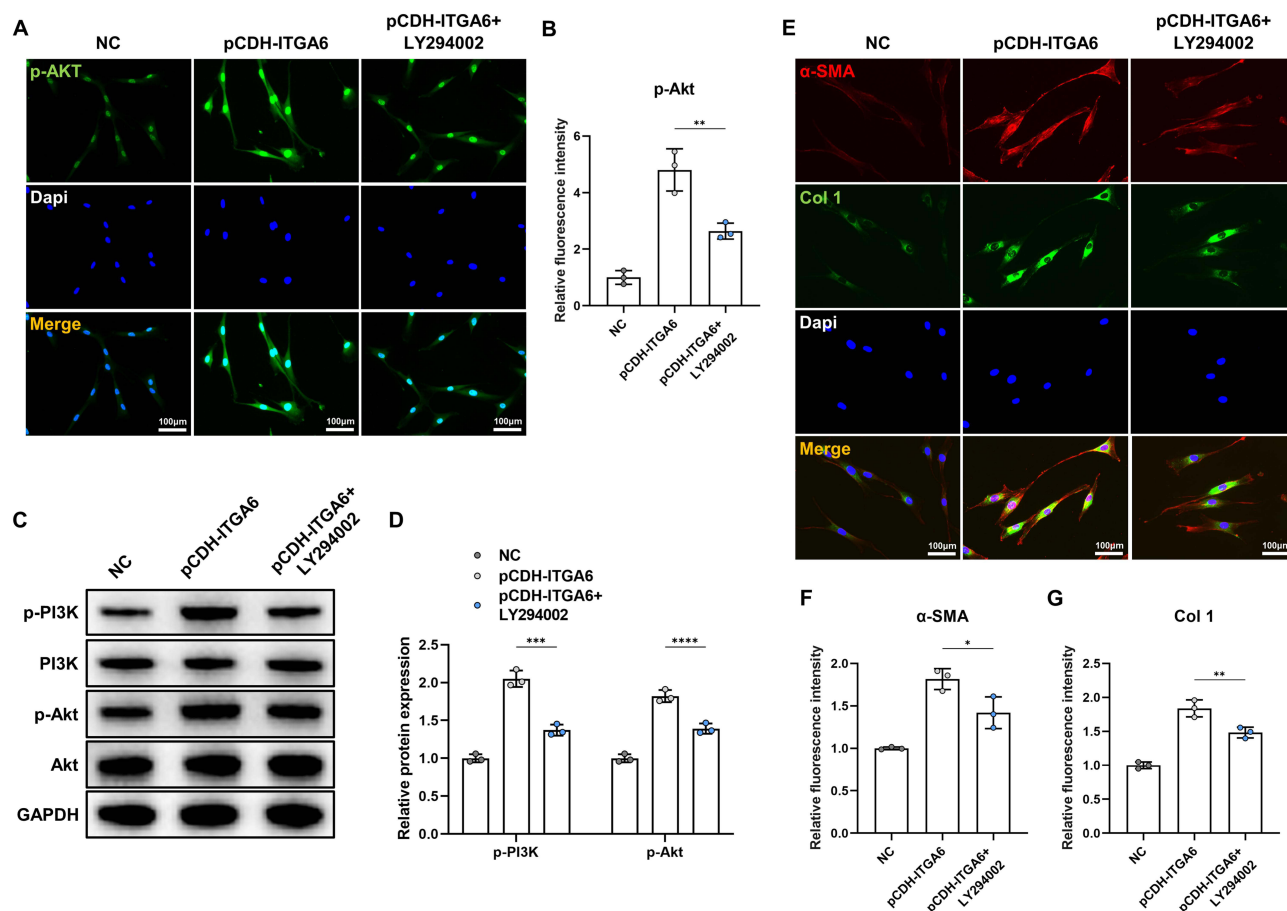 A
NC
pCDH-ITGA6
pCDH-ITGA6+
LY294002
p-AKT
Dapi
Merge
100μm
100μm
100μm
B
p-Akt
Relative fluorescence intensity
8
6
4
2
0
**
NC
pCDH-ITGA6
pCDH-ITGA6+
LY294002
C
NC
pCDH-ITGA6
pCDH-ITGA6+
LY294002
p-PI3K
PI3K
p-Akt
Akt
GAPDH
D
NC
pCDH-ITGA6
pCDH-ITGA6+
LY294002
Relative protein expression
2.5
2.0
1.5
1.0
0.5
0.0
***
****
p-PI3K
p-Akt
E
NC
pCDH-ITGA6
pCDH-ITGA6+
LY294002
α-SMA
Col 1
Dapi
Merge
100μm
100μm
100μm
F
α-SMA
Relative fluorescence intensity
2.0
1.5
1.0
0.5
0.0
*
NC
pCDH-ITGA6
pCDH-ITGA6+
LY294002
G
Col 1
Relative fluorescence intensity
2.5
2.0
1.5
1.0
0.5
0.0
**
NC
pCDH-ITGA6
pCDH-ITGA6+
LY294002